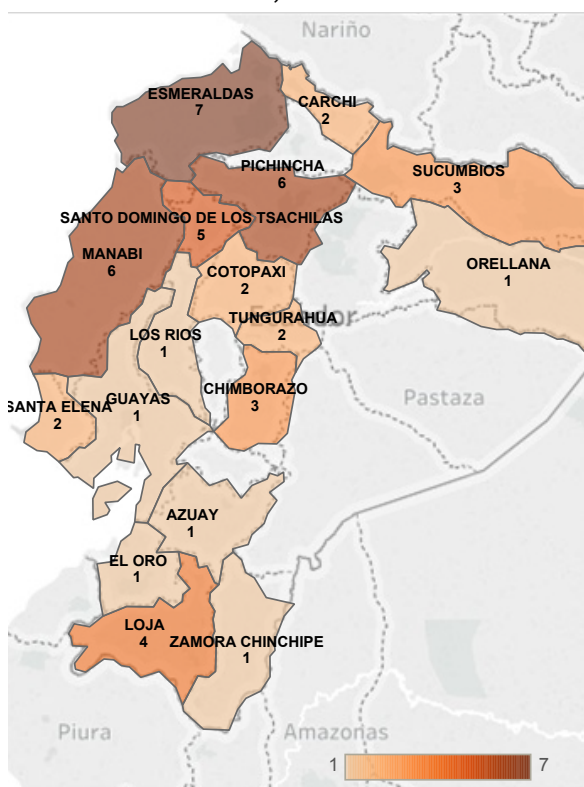 Nariño
ESMERALDAS
7
CARCHI
2
PICHINCHA
6
SUCUMBIOS
3
SANTO DOMINGO DE LOS TSACHILAS
5
MANABI
6
COTOPAXI
2
ORELLANA
1
Ecuador
TUNGURAHUA
2
LOS RIOS
1
CHIMBORAZO
3
Pastaza
SANTA ELENA
2
GUAYAS
1
AZUAY
1
EL ORO
1
LOJA
4
ZAMORA CHINCHIPE
1
Piura
Amazonas
1
7